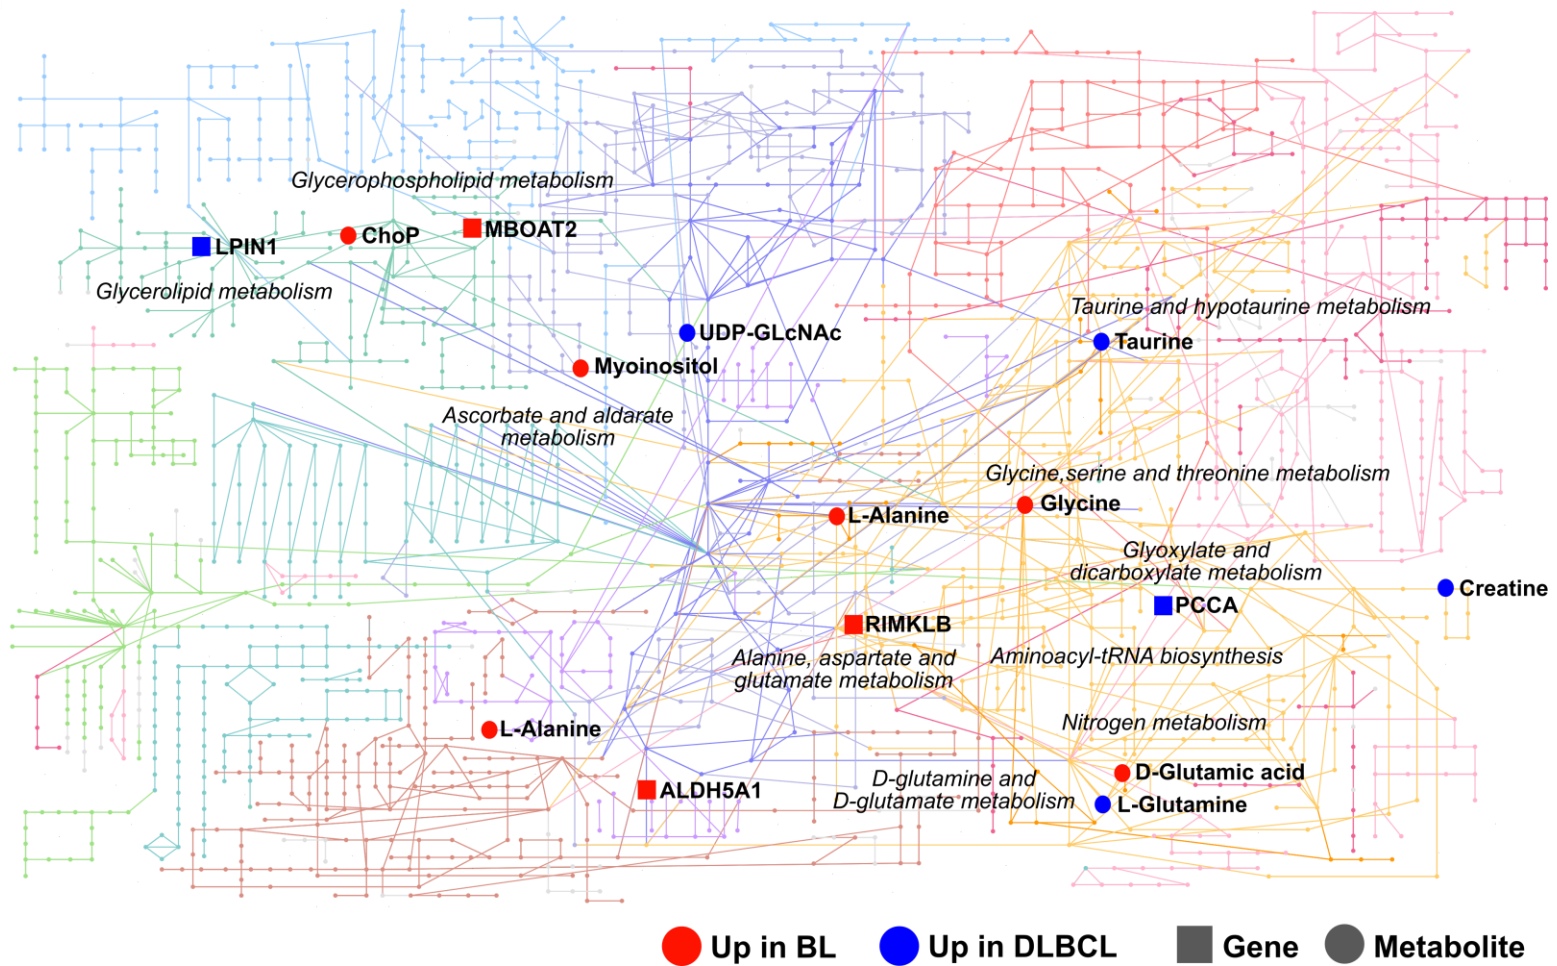 Glycerophospholipid metabolism
LPIN1
ChoP
MBOAT2
Glycerolipid metabolism
Taurine and hypotaurine metabolism
UDP-GLcNAc
Taurine
Myoinositol
Ascorbate and aldarate
metabolism
Glycine,serine and threonine metabolism
L-Alanine
Glycine
Glyoxylate and
dicarboxylate metabolism
Creatine
PCCA
RIMKLB
Alanine, aspartate and
glutamate metabolism
Aminoacyl-tRNA biosynthesis
Nitrogen metabolism
L-Alanine
D-Glutamic acid
D-glutamine and
D-glutamate metabolism
ALDH5A1
L-Glutamine
Up in BL
Up in DLBCL
Gene
Metabolite